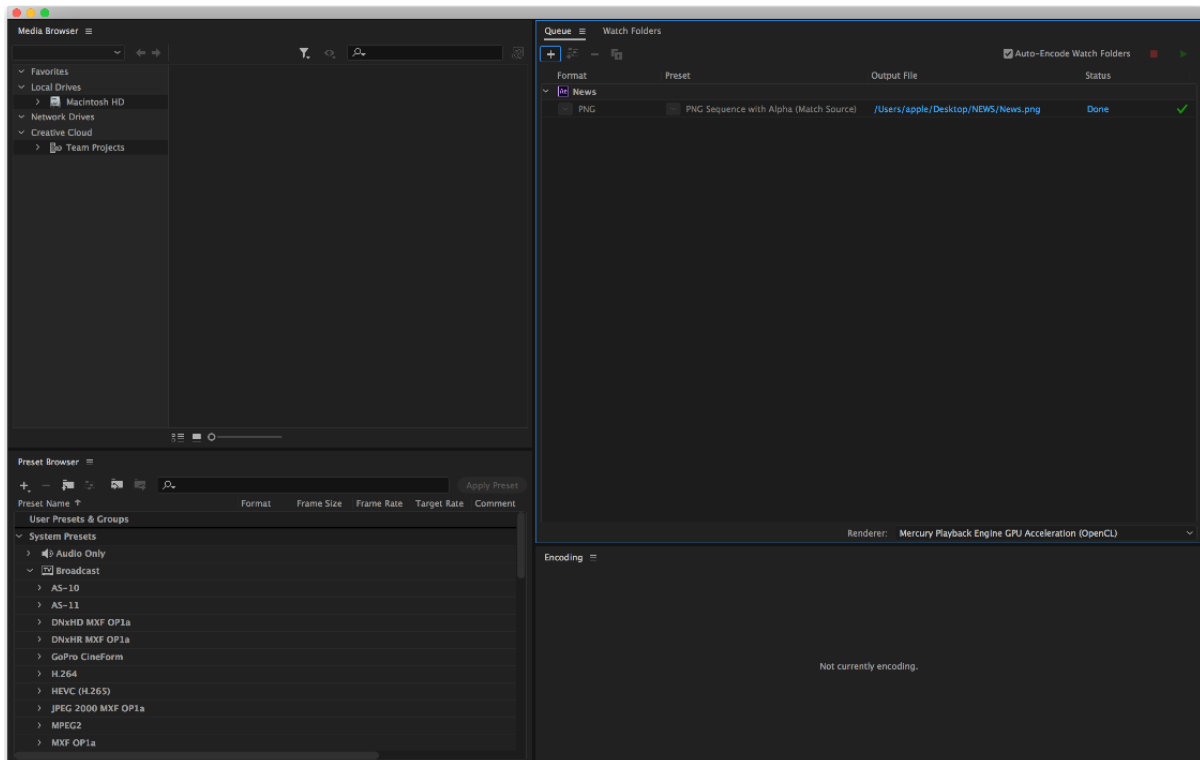 Media Browser
Favorites
Local Drives
Macintosh HD
Network Drives
Creative Cloud
Team Projects
Preset Browser
Apply Preset
Preset Name Format Frame Size Frame Rate Target Rate Comment
User Presets & Groups
System Presets
Audio Only
TV Broadcast
AS-10
AS-11
DNxHD MXF OP1a
DNxHR MXF OP1a
GoPro CineForm
H.264
HEVC (H.265)
JPEG 2000 MXF OP1a
MPEG2
MXF OP1a
Queue Watch Folders
Auto-Encode Watch Folders
Format Preset Output File Status
Ae News
PNG PNG Sequence with Alpha (Match Source) /Users/apple/Desktop/NEWS/News.png Done
Renderer: Mercury Playback Engine GPU Acceleration (OpenCL)
Encoding
Not currently encoding.